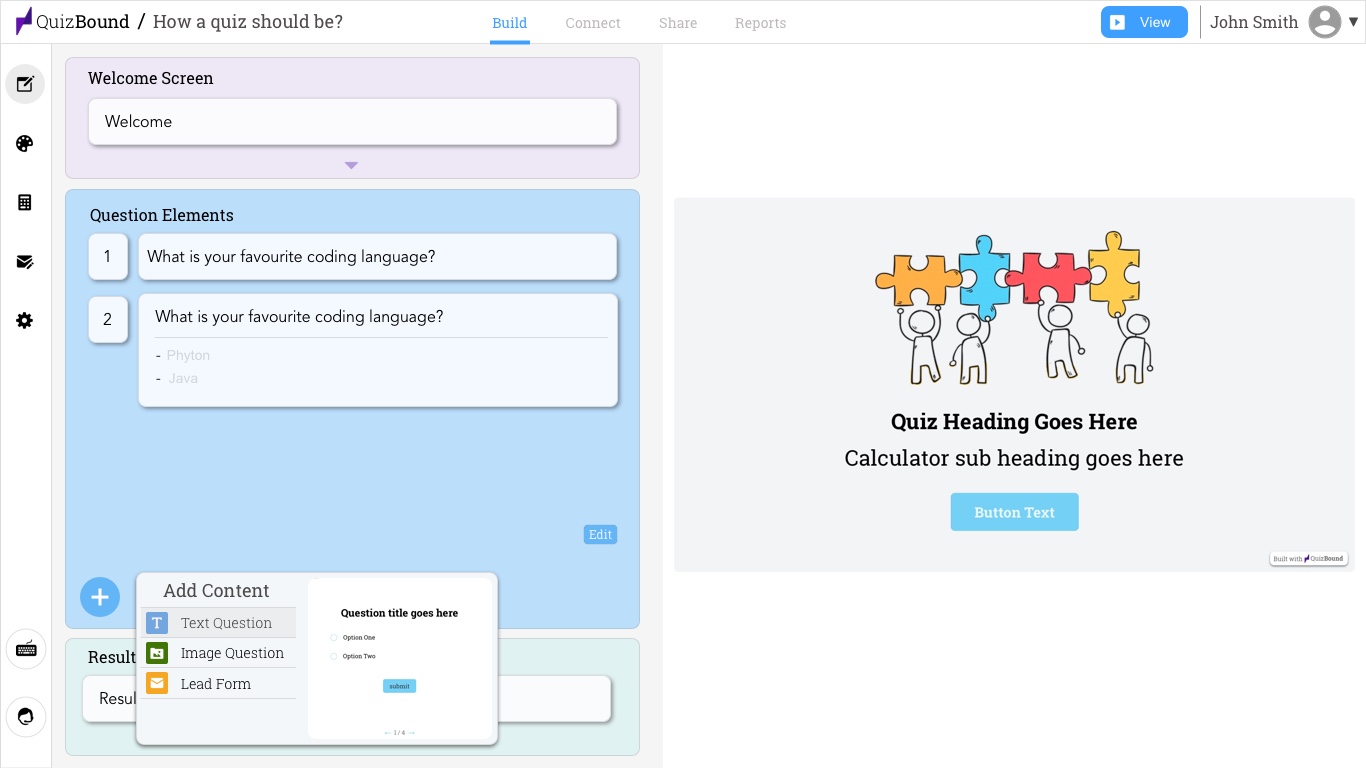 QuizBound / How a quiz should be?
Build
Connect
Share
Reports
View
John Smith
Welcome Screen
Welcome
Question Elements
1
What is your favourite coding language?
2
What is your favourite coding language?
- Phyton
- Java
Edit
Add Content
Text Question
Image Question
Lead Form
Question title goes here
Option One
Option Two
submit
1 / 4
Result
Resul
Quiz Heading Goes Here
Calculator sub heading goes here
Button Text
Built with QuizBound